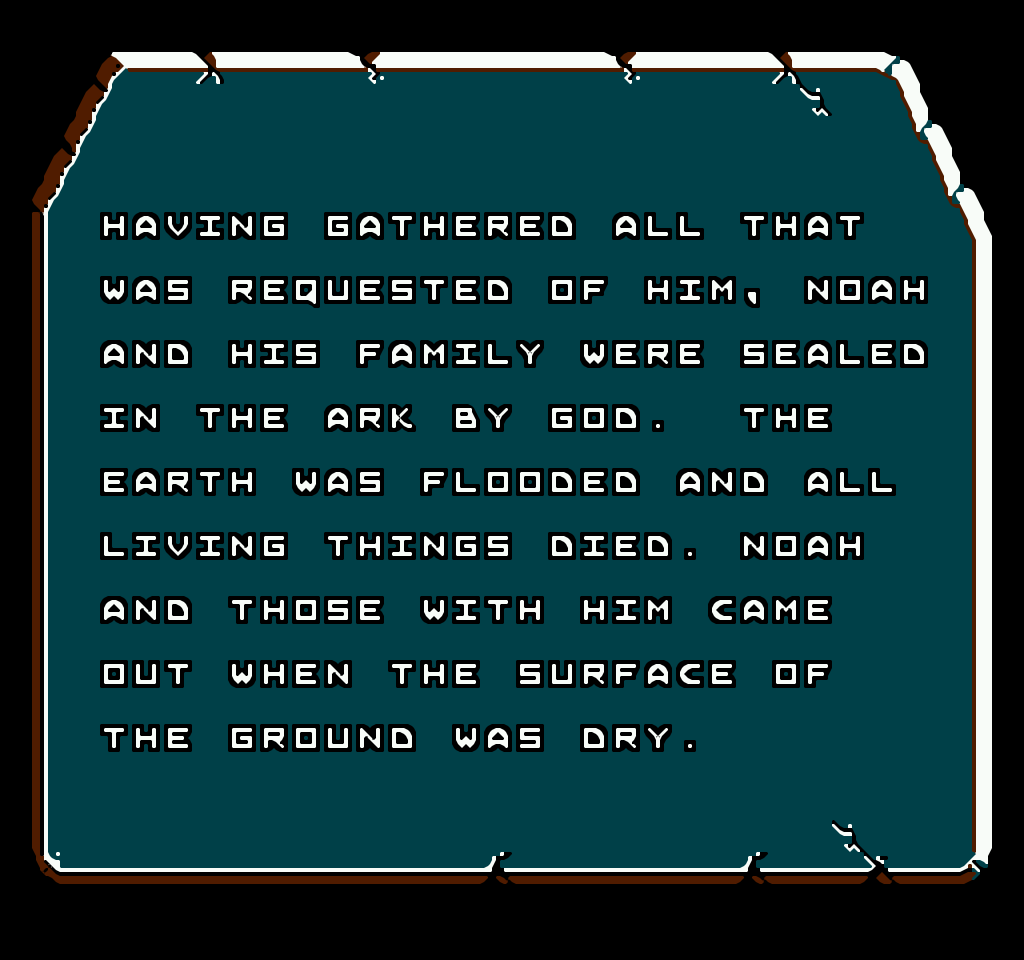 HAVING GATHERED ALL THAT
WAS REQUESTED OF HIM, NOAH
AND HIS FAMILY WERE SEALED
IN THE ARK BY GOD.  THE
EARTH WAS FLOODED AND ALL
LIVING THINGS DIED. NOAH
AND THOSE WITH HIM CAME
OUT WHEN THE SURFACE OF
THE GROUND WAS DRY.